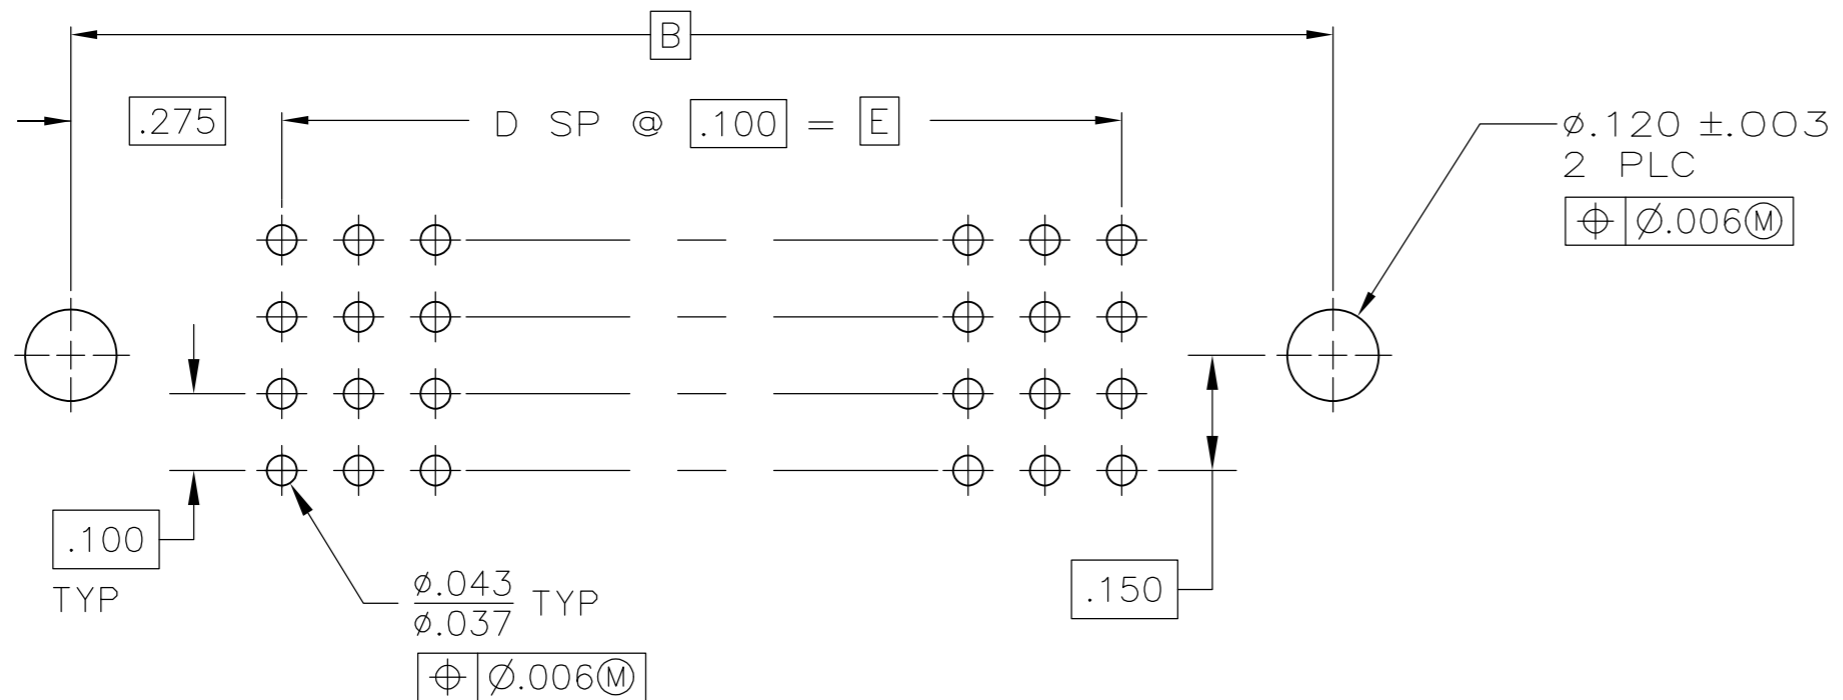 B
.275
D SP @ .100 = E
⌀.120 ±.003
2 PLC
⌖ ⌀.006Ⓜ
.100
TYP
⌀.043
⌀.037 TYP
⌖ ⌀.006Ⓜ
.150